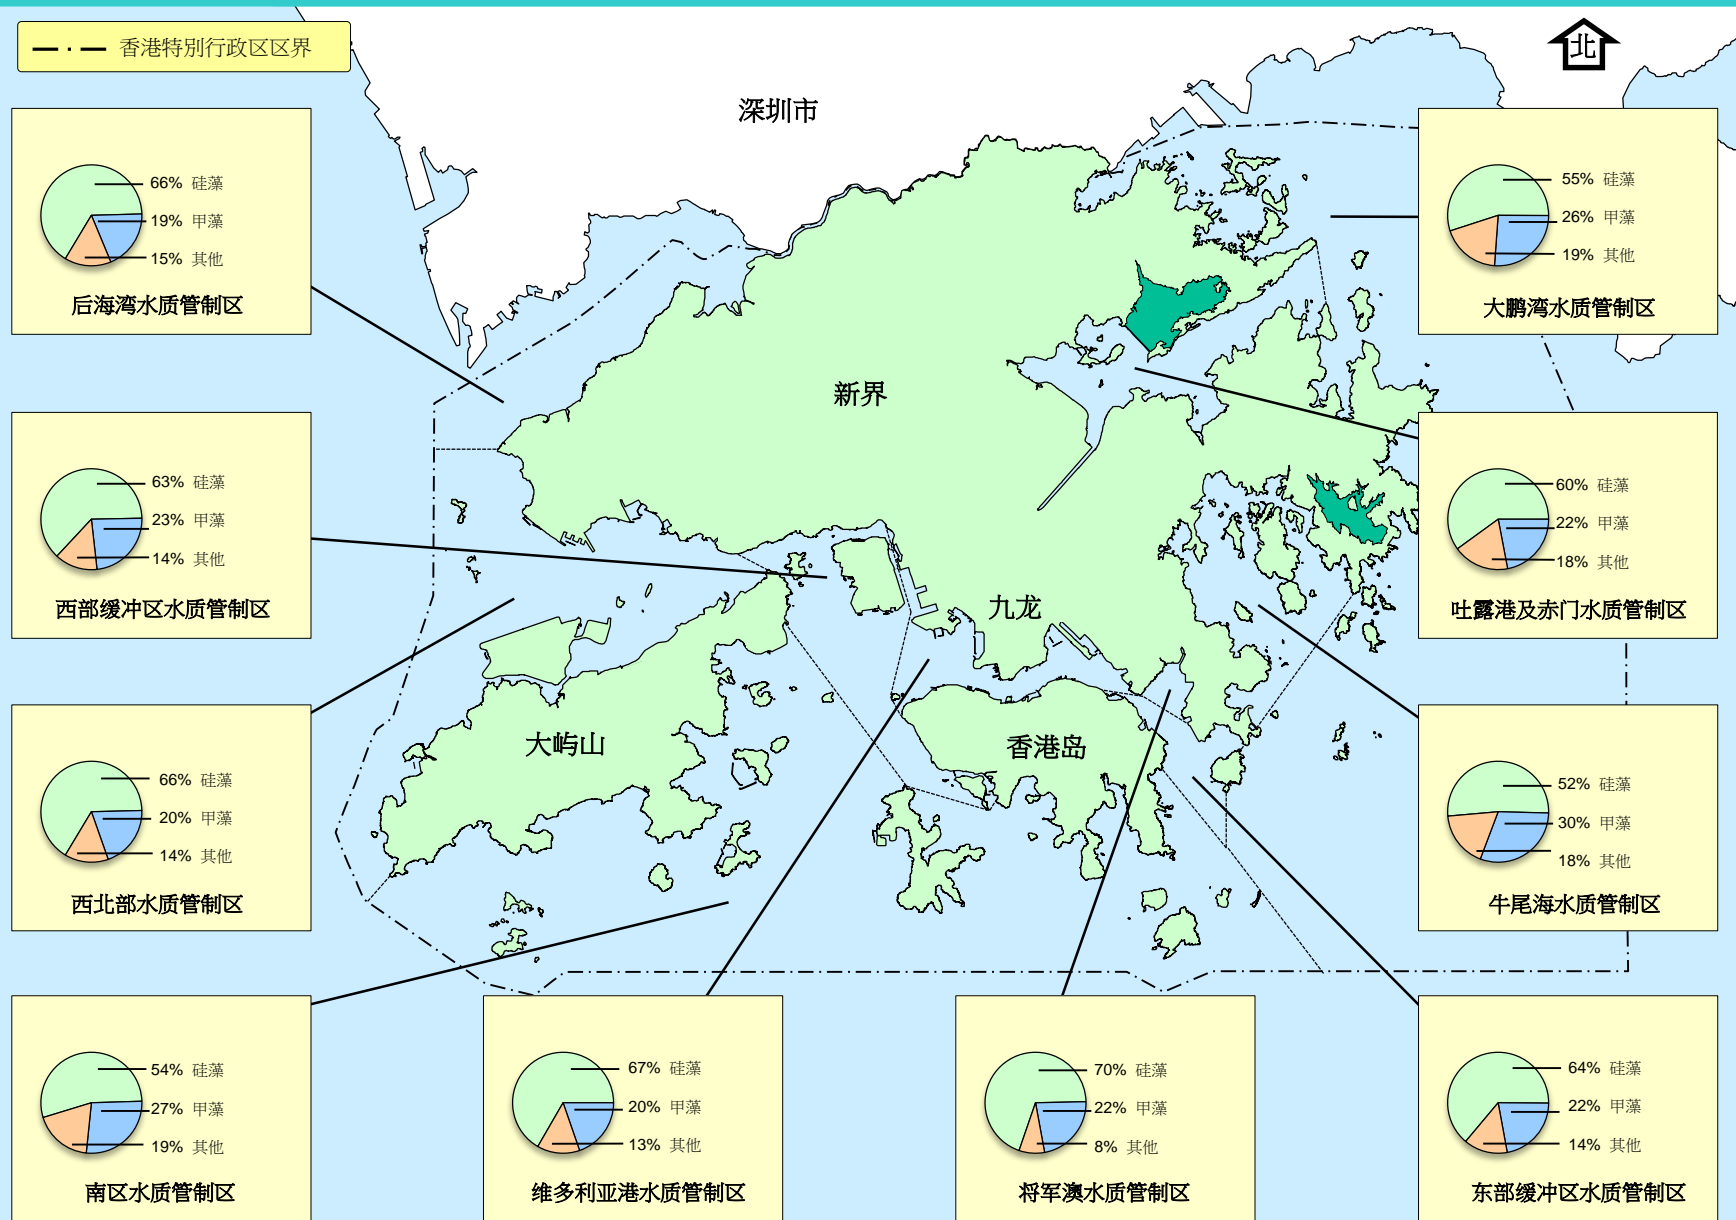 香港特別行政区区界
北
深圳市
66% 硅藻
19% 甲藻
15% 其他
后海湾水质管制区
55% 硅藻
26% 甲藻
19% 其他
大鹏湾水质管制区
新界
63% 硅藻
23% 甲藻
14% 其他
西部缓冲区水质管制区
60% 硅藻
22% 甲藻
18% 其他
吐露港及赤门水质管制区
九龙
大屿山
香港岛
66% 硅藻
20% 甲藻
14% 其他
西北部水质管制区
52% 硅藻
30% 甲藻
18% 其他
牛尾海水质管制区
54% 硅藻
27% 甲藻
19% 其他
南区水质管制区
67% 硅藻
20% 甲藻
13% 其他
维多利亚港水质管制区
70% 硅藻
22% 甲藻
8% 其他
将军澳水质管制区
64% 硅藻
22% 甲藻
14% 其他
东部缓冲区水质管制区